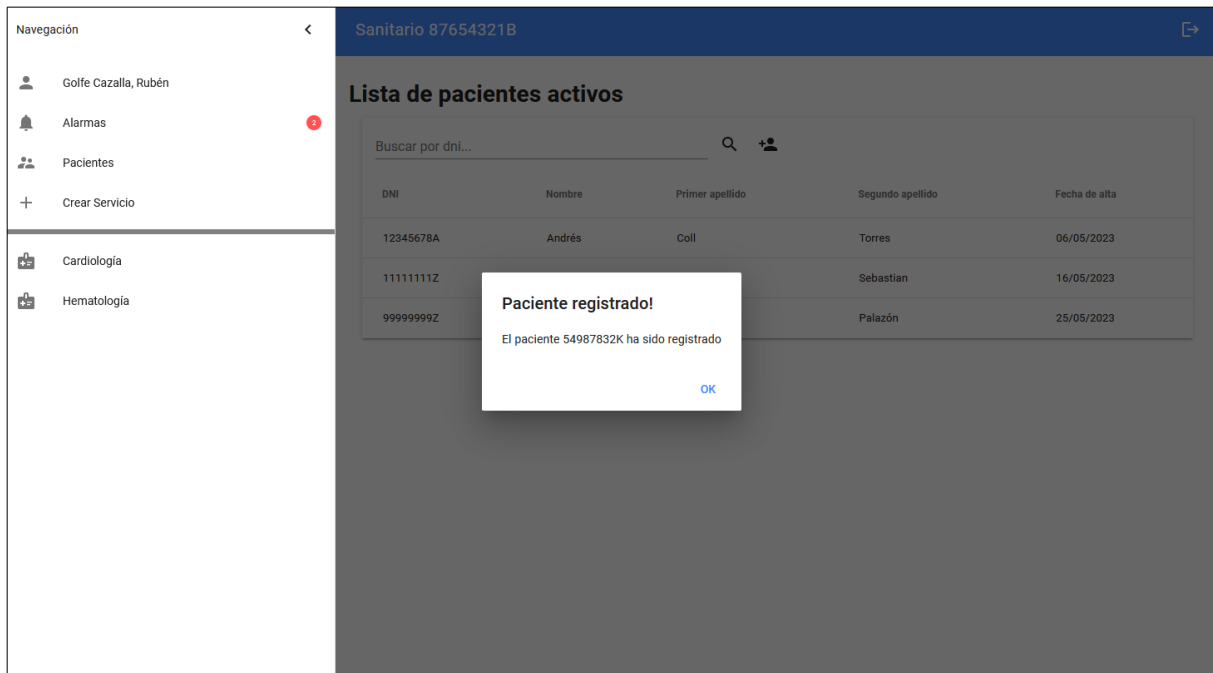 Navegación
Golfe Cazalla, Rubén
Alarmas 2
Pacientes
Crear Servicio
Cardiología
Hematología
Sanitario 87654321B
Lista de pacientes activos
Buscar por dni...
DNI Nombre Primer apellido Segundo apellido Fecha de alta
12345678A Andrés Coll Torres 06/05/2023
11111111Z Sebastian 16/05/2023
99999999Z Palazón 25/05/2023
Paciente registrado!
El paciente 54987832K ha sido registrado
OK